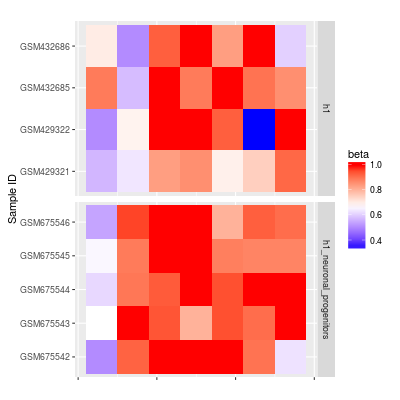 Sample ID
GSM432686
GSM432685
GSM429322
GSM429321
h1
GSM675546
GSM675545
GSM675544
GSM675543
GSM675542
h1_neuronal_progenitors
beta
1.0
0.8
0.6
0.4